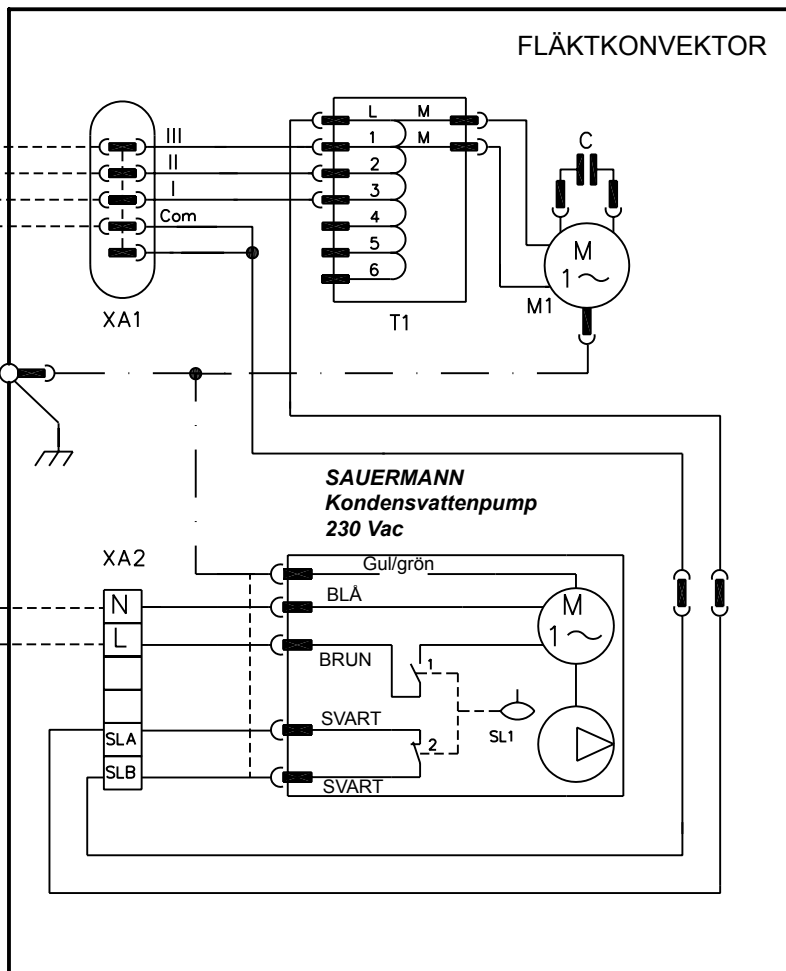 FLÄKTKONVEKTOR
III
II
I
Com
XA1
L M
1 M
2
3
4
5
6
T1
C
M
1~
M1
SAUERMANN
Kondensvattenpump
230 Vac
XA2
N
L
SLA
SLB
Gul/grön
BLÅ
BRUN
SVART
SVART
1
2
SL1
M
1~